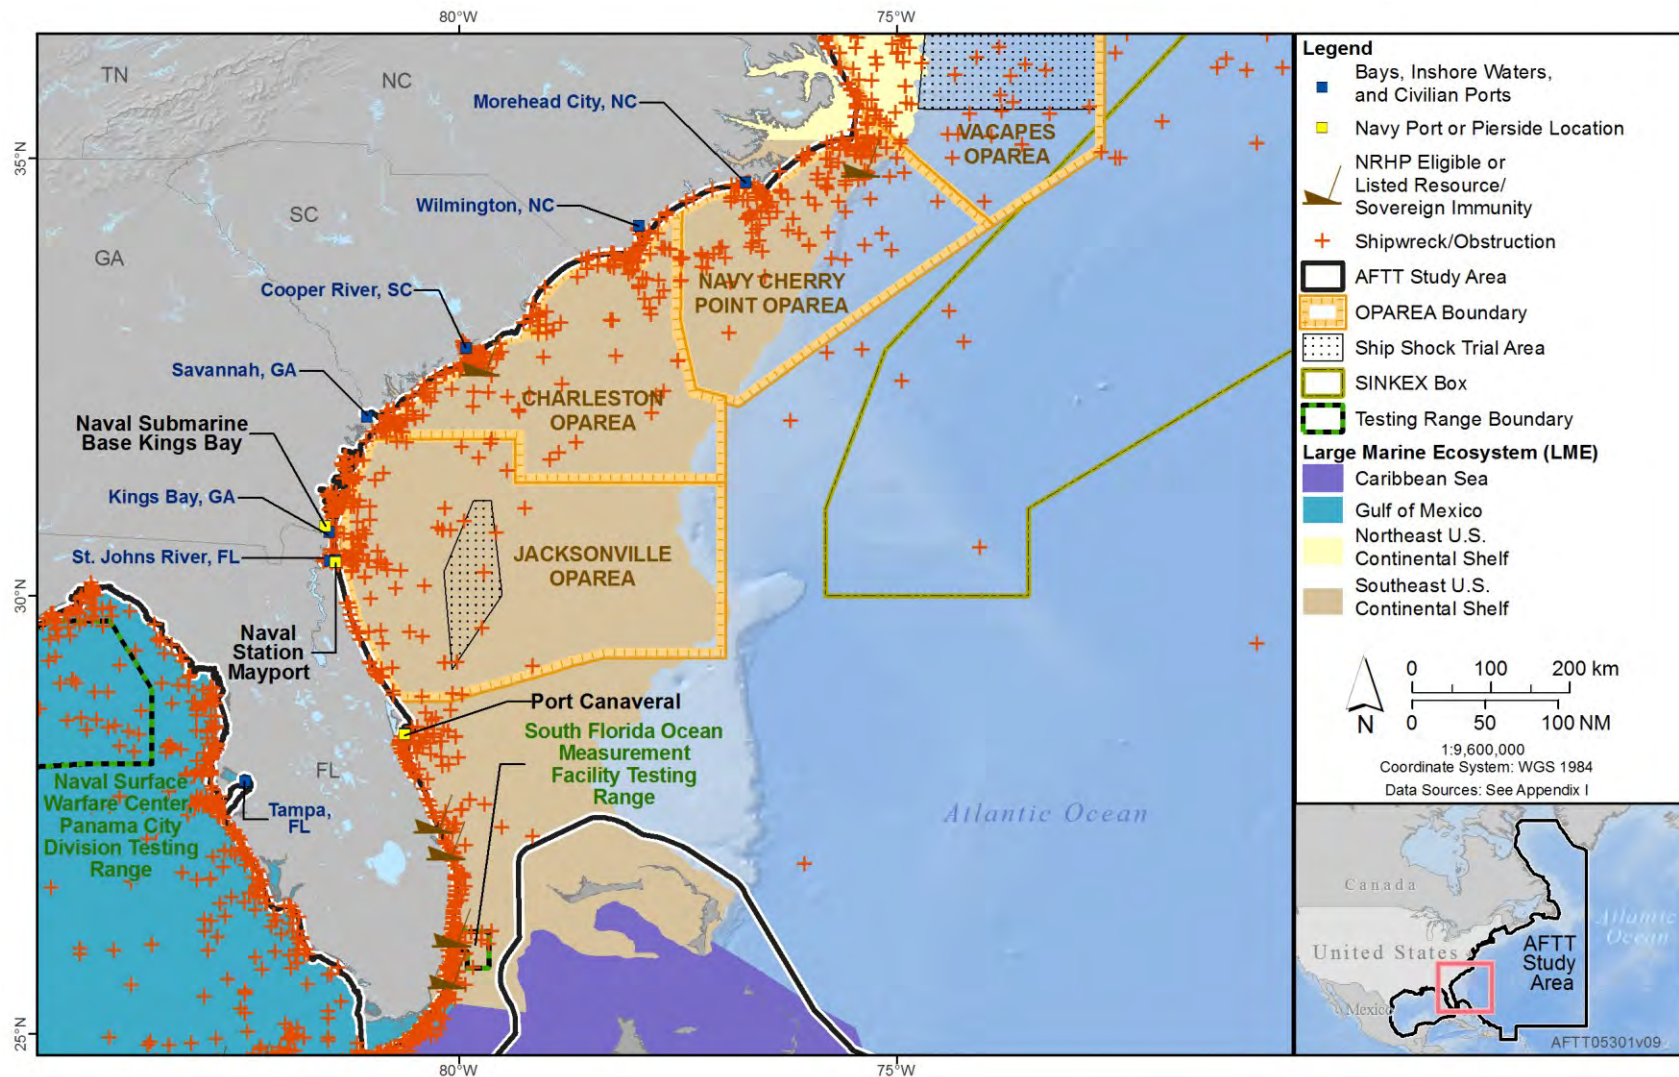 80°W
75°W
TN
NC
Morehead City, NC
VACAPES
OPAREA
35°N
SC
Wilmington, NC
GA
NAVY CHERRY
POINT OPAREA
Cooper River, SC
Savannah, GA
CHARLESTON
OPAREA
Naval Submarine
Base Kings Bay
Kings Bay, GA
St. Johns River, FL
JACKSONVILLE
OPAREA
30°N
Naval
Station
Mayport
Port Canaveral
South Florida Ocean
Measurement
Facility Testing
Range
FL
Naval Surface
Warfare Center
Panama City
Division Testing
Range
Tampa,
FL
Atlantic Ocean
25°N
80°W
75°W
Legend
Bays, Inshore Waters,
and Civilian Ports
Navy Port or Pierside Location
NRHP Eligible or
Listed Resource/
Sovereign Immunity
Shipwreck/Obstruction
AFTT Study Area
OPAREA Boundary
Ship Shock Trial Area
SINKEX Box
Testing Range Boundary
Large Marine Ecosystem (LME)
Caribbean Sea
Gulf of Mexico
Northeast U.S.
Continental Shelf
Southeast U.S.
Continental Shelf
N
0 100 200 km
0 50 100 NM
1:9,600,000
Coordinate System: WGS 1984
Data Sources: See Appendix I
Canada
United States
Atlantic
Ocean
AFTT
Study
Area
Mexico
AFTT05301v09